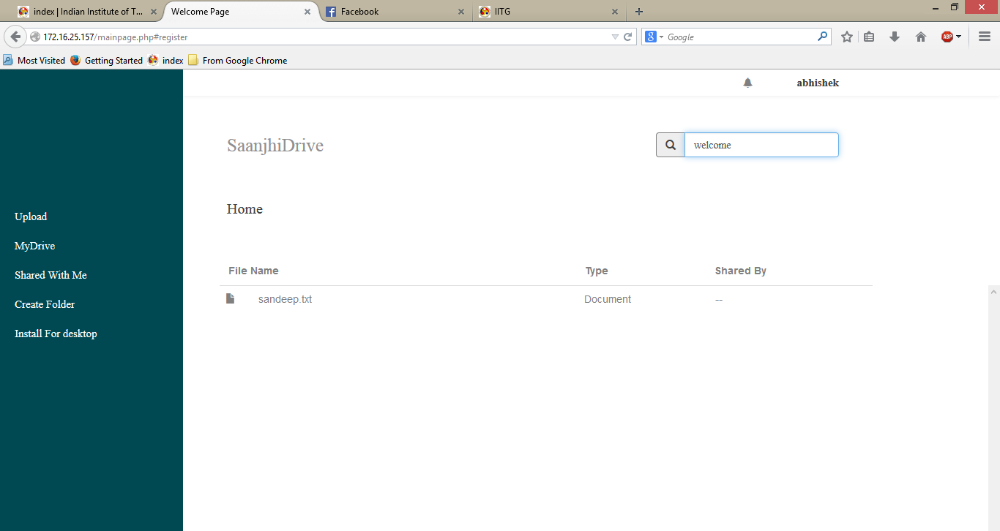 index | Indian Institute of T...
Welcome Page
Facebook
IITG
172.16.25.157/mainpage.php#register
Google
ABP
Most Visited
Getting Started
index
From Google Chrome
abhishek
SaanjhiDrive
welcome
Home
Upload
MyDrive
Shared With Me
Create Folder
Install For desktop
File Name Type Shared By
sandeep.txt Document --